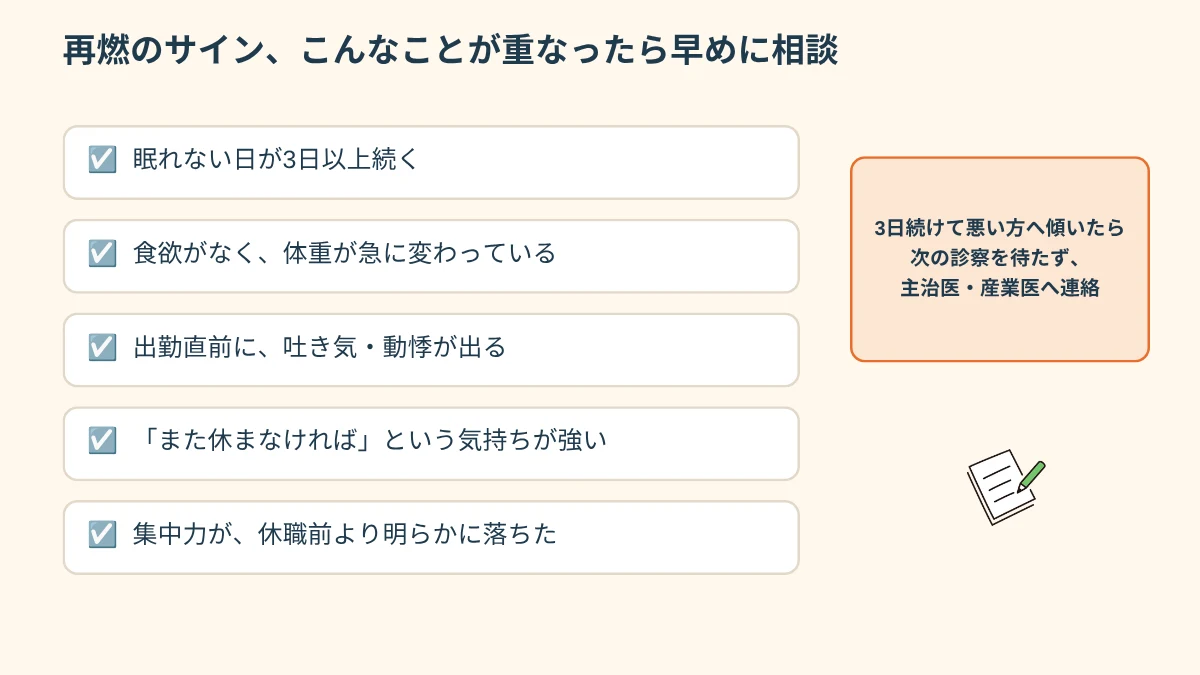 再燃のサイン、こんなことが重なったら早めに相談
☑ 眠れない日が3日以上続く
☑ 食欲がなく、体重が急に変わっている
☑ 出勤直前に、吐き気・動悸が出る
☑ 「また休まなければ」という気持ちが強い
☑ 集中力が、休職前より明らかに落ちた
3日続けて悪い方へ傾いたら
次の診察を待たず、
主治医・産業医へ連絡